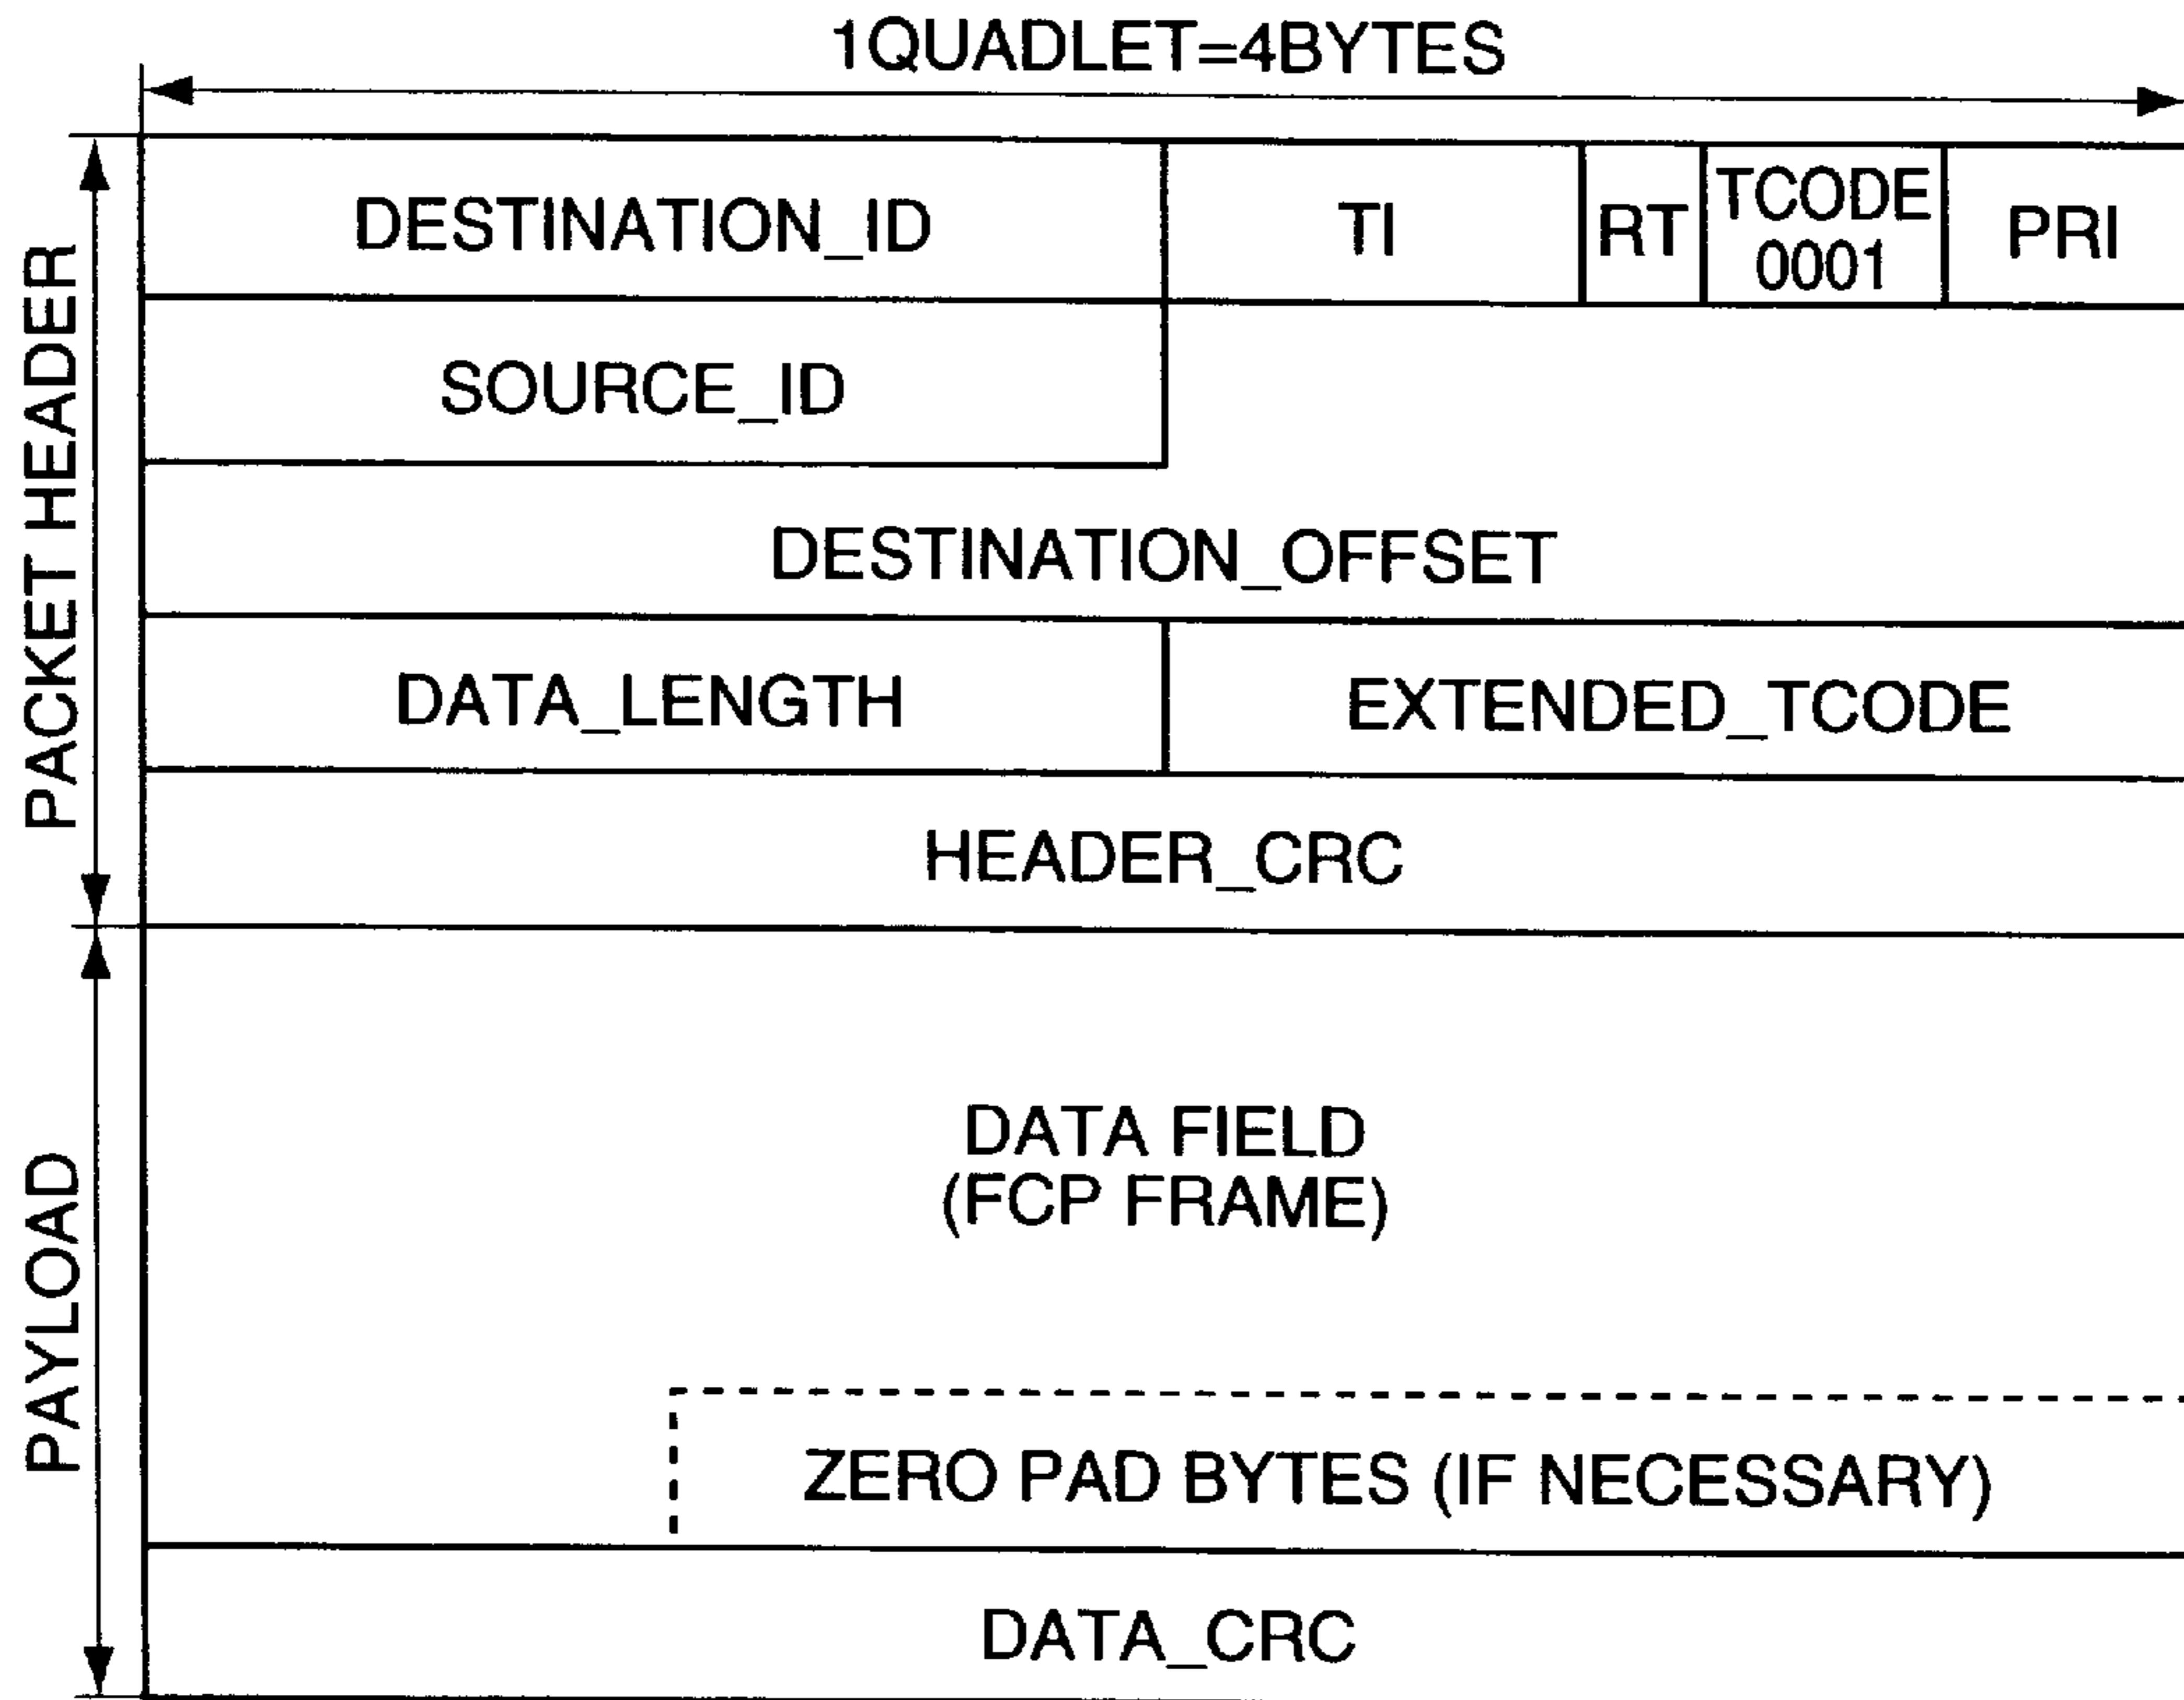 1QUADLET=4BYTES
PACKET HEADER
DESTINATION_ID
TI
RT
TCODE
0001
PRI
SOURCE_ID
DESTINATION_OFFSET
DATA_LENGTH
EXTENDED_TCODE
HEADER_CRC
PAYLOAD
DATA FIELD
(FCP FRAME)
ZERO PAD BYTES (IF NECESSARY)
DATA_CRC